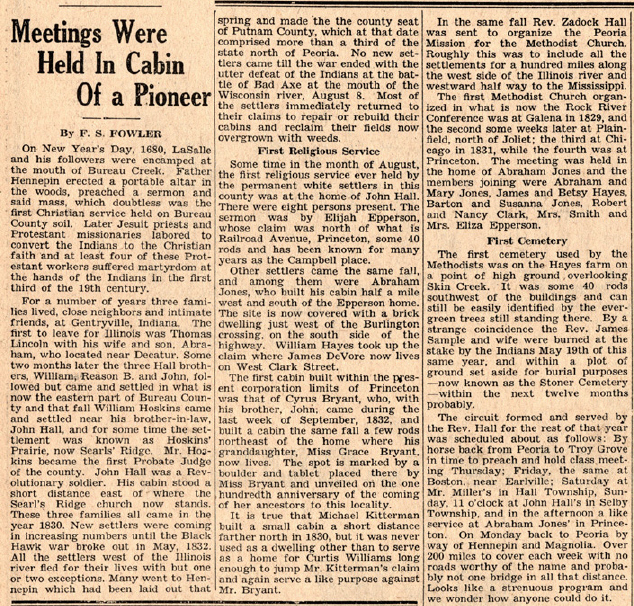 Meetings Were
Held In Cabin
Of a Pioneer
By F. S. FOWLER
On New Year's Day, 1680, LaSalle
and his followers were encamped at
the mouth of Bureau Creek. Father
Hennepin erected a portable altar in
the woods, preached a sermon and
said mass, which doubtless was the
first Christian service held on Bureau
County soil. Later Jesuit priests and
Protestant missionaries labored to
convert the Indians to the Christian
faith and at least four of these Prot-
estant workers suffered martyrdom at
the hands of the Indians in the first
third of the 19th century.
For a number of years three fami-
lies lived, close neighbors and intimate
friends, at Gentryville, Indiana. The
first to leave for Illinois was Thomas
Lincoln with his wife and son, Abra-
ham, who located near Decatur. Some
two months later the three Hall broth-
ers, William, Reason B. and John, fol-
lowed but came and settled in what is
now the eastern part of Bureau Coun-
ty and that fall William Hoskins came
and settled near his brother-in-law,
John Hall, and for some time the set-
tlement was known as Hoskins'
Prairie, now Searls' Ridge. Mr. Hos-
kins became the first Probate Judge
of the county. John Hall was a Rev-
olutionary soldier. His cabin stood a
short distance east of where the
Searl's Ridge church now stands.
These three families all came in the
year 1830. New settlers were coming
in increasing numbers until the Black
Hawk war broke out in May, 1832.
All the settlers west of the Illinois
river fled for their lives with but one
or two exceptions. Many went to Hen-
nepin which had been laid out that
spring and made the county seat
of Putnam County, which at that date
comprised more than a third of the
state north of Peoria. No new set-
tlers came till the war ended with the
utter defeat of the Indians at the bat-
tle of Bad Axe at the mouth of the
Wisconsin river, August 8. Most of
the settlers immediately returned to
their claims to repair or rebuild their
cabins and reclaim their fields now
overgrown with weeds.
First Religious Service
Some time in the month of August,
the first religious service ever held by
the permanent white settlers in this
county was at the home of John Hall.
There were eight persons present. The
sermon was by Elijah Epperson,
whose claim was north of what is
Railroad Avenue, Princeton, some 40
rods and has been known for many
years as the Campbell place.
Other settlers came the same fall,
and among them were Abraham
Jones, who built his cabin half a mile
west and south of the Epperson home.
The site is now covered with a brick
dwelling just west of the Burlington
crossing, on the south side of the
highway. William Hayes took up the
claim where James DeVore now lives
on West Clark Street.
The first cabin built within the pres-
ent corporation limits of Princeton
was that of Cyrus Bryant, who, with
his brother, John, came during the
last week of September, 1832, and
built a cabin the same fall a few rods
northeast of the home where his
granddaughter, Miss Grace Bryant,
now lives. The spot is marked by a
boulder and tablet placed there by
Miss Bryant and unveiled on the one
hundredth anniversary of the coming
of her ancestors to this locality.
It is true that Michael Kitterman
built a small cabin a short distance
farther north in 1830, but it was never
used as a dwelling other than to serve
as a home for Curtis Williams long
enough to jump Mr. Kitterman's claim
and again serve a like purpose against
Mr. Bryant.
In the same fall Rev. Zadock Hall
was sent to organize the Peoria
Mission for the Methodist Church.
Roughly this was to include all the
settlements for a hundred miles along
the west side of the Illinois river and
westward half way to the Mississippi.
The first Methodist Church organ-
ized in what is now the Rock River
Conference was at Galena in 1829, and
the second some weeks later at Plain-
field, north of Joliet; the third at Chi-
cago in 1831, while the fourth was at
Princeton. The meeting was held in
the home of Abraham Jones and the
members joining were Abraham and
Mary Jones, James and Betsy Hayes,
Barton and Susanna Jones, Robert
and Nancy Clark, Mrs. Smith and
Mrs. Eliza Epperson.
First Cemetery
The first cemetery used by the
Methodists was on the Hayes farm on
a point of high ground overlooking
Skin Creek. It was some 40 rods
southwest of the buildings and can
still be easily identified by the ever-
green trees still standing there. By a
strange coincidence the Rev. James
Sample and wife were burned at the
stake by the Indians May 19th of this
same year, and within a plot of
ground set aside for burial purposes
—now known as the Stoner Cemetery
—within the next twelve months
probably.
The circuit formed and served by
the Rev. Hall for the rest of that year
was scheduled about as follows: By
horse back from Peoria to Troy Grove
in time to preach and hold class meet-
ing Thursday; Friday, the same at
Boston, near Earlville; Saturday at
Mr. Miller's in Hall Township, Sun-
day, 11 o'clock at John Hall's in Selby
Township, and in the afternoon a like
service at Abraham Jones' in Prince-
ton. On Monday back to Peoria by
way of Hennepin and Magnolia. Over
200 miles to cover each week with no
roads worthy of the name and proba-
bly not one bridge in all that distance.
Looks like a strenuous program and
we wonder how anyone could do it.